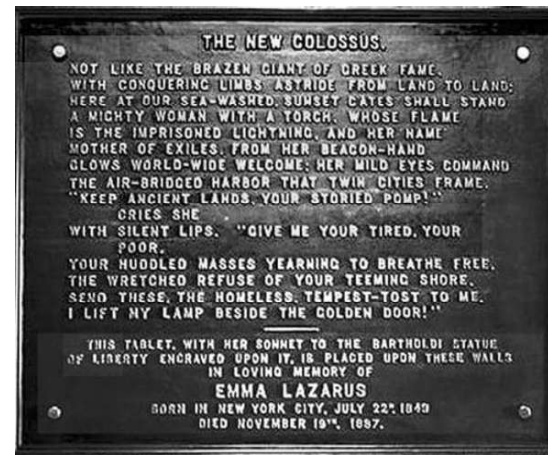 THE NEW COLOSSUS.
NOT LIKE THE BRAZEN GIANT OF GREEK FAME,
WITH CONQUERING LIMBS ASTRIDE FROM LAND TO LAND;
HERE AT OUR SEA-WASHED, SUNSET GATES SHALL STAND
A MIGHTY WOMAN WITH A TORCH, WHOSE FLAME
IS THE IMPRISONED LIGHTNING, AND HER NAME
MOTHER OF EXILES. FROM HER BEACON-HAND
GLOWS WORLD-WIDE WELCOME; HER MILD EYES COMMAND
THE AIR-BRIDGED HARBOR THAT TWIN CITIES FRAME.
"KEEP ANCIENT LANDS, YOUR STORIED POMP!"
CRIES SHE
WITH SILENT LIPS. "GIVE ME YOUR TIRED, YOUR
POOR,
YOUR HUDDLED MASSES YEARNING TO BREATHE FREE,
THE WRETCHED REFUSE OF YOUR TEEMING SHORE.
SEND THESE, THE HOMELESS, TEMPEST-TOST TO ME,
I LIFT MY LAMP BESIDE THE GOLDEN DOOR!"
THIS TABLET, WITH HER SONNET TO THE BARTHOLDI STATUE
OF LIBERTY ENGRAVED UPON IT, IS PLACED UPON THESE WALLS
IN LOVING MEMORY OF
EMMA LAZARUS
BORN IN NEW YORK CITY, JULY 22D, 1849
DIED NOVEMBER 19TH, 1887.